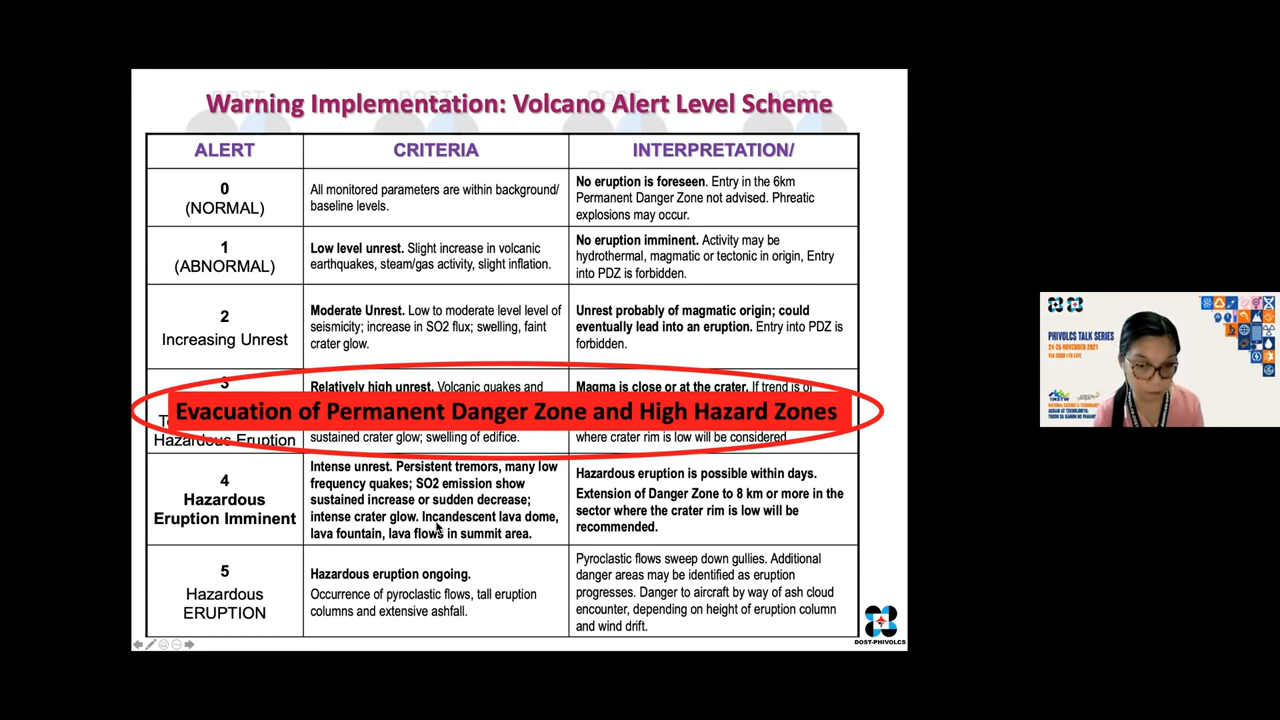 Warning Implementation: Volcano Alert Level Scheme
ALERT
CRITERIA
INTERPRETATION/
0
(NORMAL)
All monitored parameters are within background/
baseline levels.
No eruption is foreseen. Entry in the 6km
Permanent Danger Zone not advised. Phreatic
explosions may occur.
1
(ABNORMAL)
Low level unrest. Slight increase in volcanic
earthquakes, steam/gas activity, slight inflation.
No eruption imminent. Activity may be
hydrothermal, magmatic or tectonic in origin, Entry
into PDZ is forbidden.
2
Increasing Unrest
Moderate Unrest. Low to moderate level level of
seismicity; increase in SO2 flux; swelling, faint
crater glow.
Unrest probably of magmatic origin; could
eventually lead into an eruption. Entry into PDZ is
forbidden.
3
Hazardous Eruption
Relatively high unrest. Volcanic quakes and
sustained crater glow; swelling of edifice.
Magma is close or at the crater. If trend is of
where crater rim is low will be considered
Evacuation of Permanent Danger Zone and High Hazard Zones
4
Hazardous
Eruption Imminent
Intense unrest. Persistent tremors, many low
frequency quakes; SO2 emission show
sustained increase or sudden decrease;
intense crater glow. Incandescent lava dome,
lava fountain, lava flows in summit area.
Hazardous eruption is possible within days.
Extension of Danger Zone to 8 km or more in the
sector where the crater rim is low will be
recommended.
5
Hazardous
ERUPTION
Hazardous eruption ongoing.
Occurrence of pyroclastic flows, tall eruption
columns and extensive ashfall.
Pyroclastic flows sweep down gullies. Additional
danger areas may be identified as eruption
progresses. Danger to aircraft by way of ash cloud
encounter, depending on height of eruption column
and wind drift.
DOST-PHIVOLCS
PHIVOLCS TALK SERIES
24-26 NOVEMBER 2021